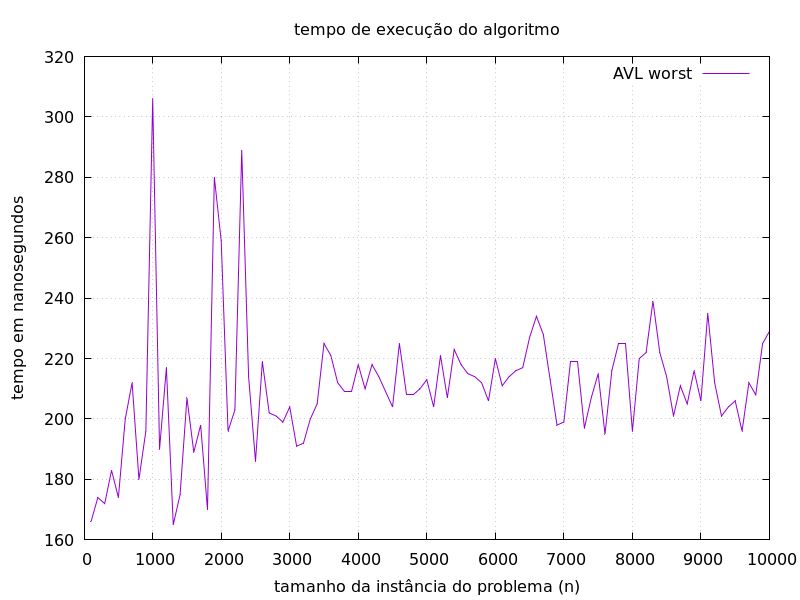 tempo de execução do algoritmo
AVL worst
320
300
280
260
240
220
200
180
160
tempo em nanosegundos
0 1000 2000 3000 4000 5000 6000 7000 8000 9000 10000
tamanho da instância do problema (n)